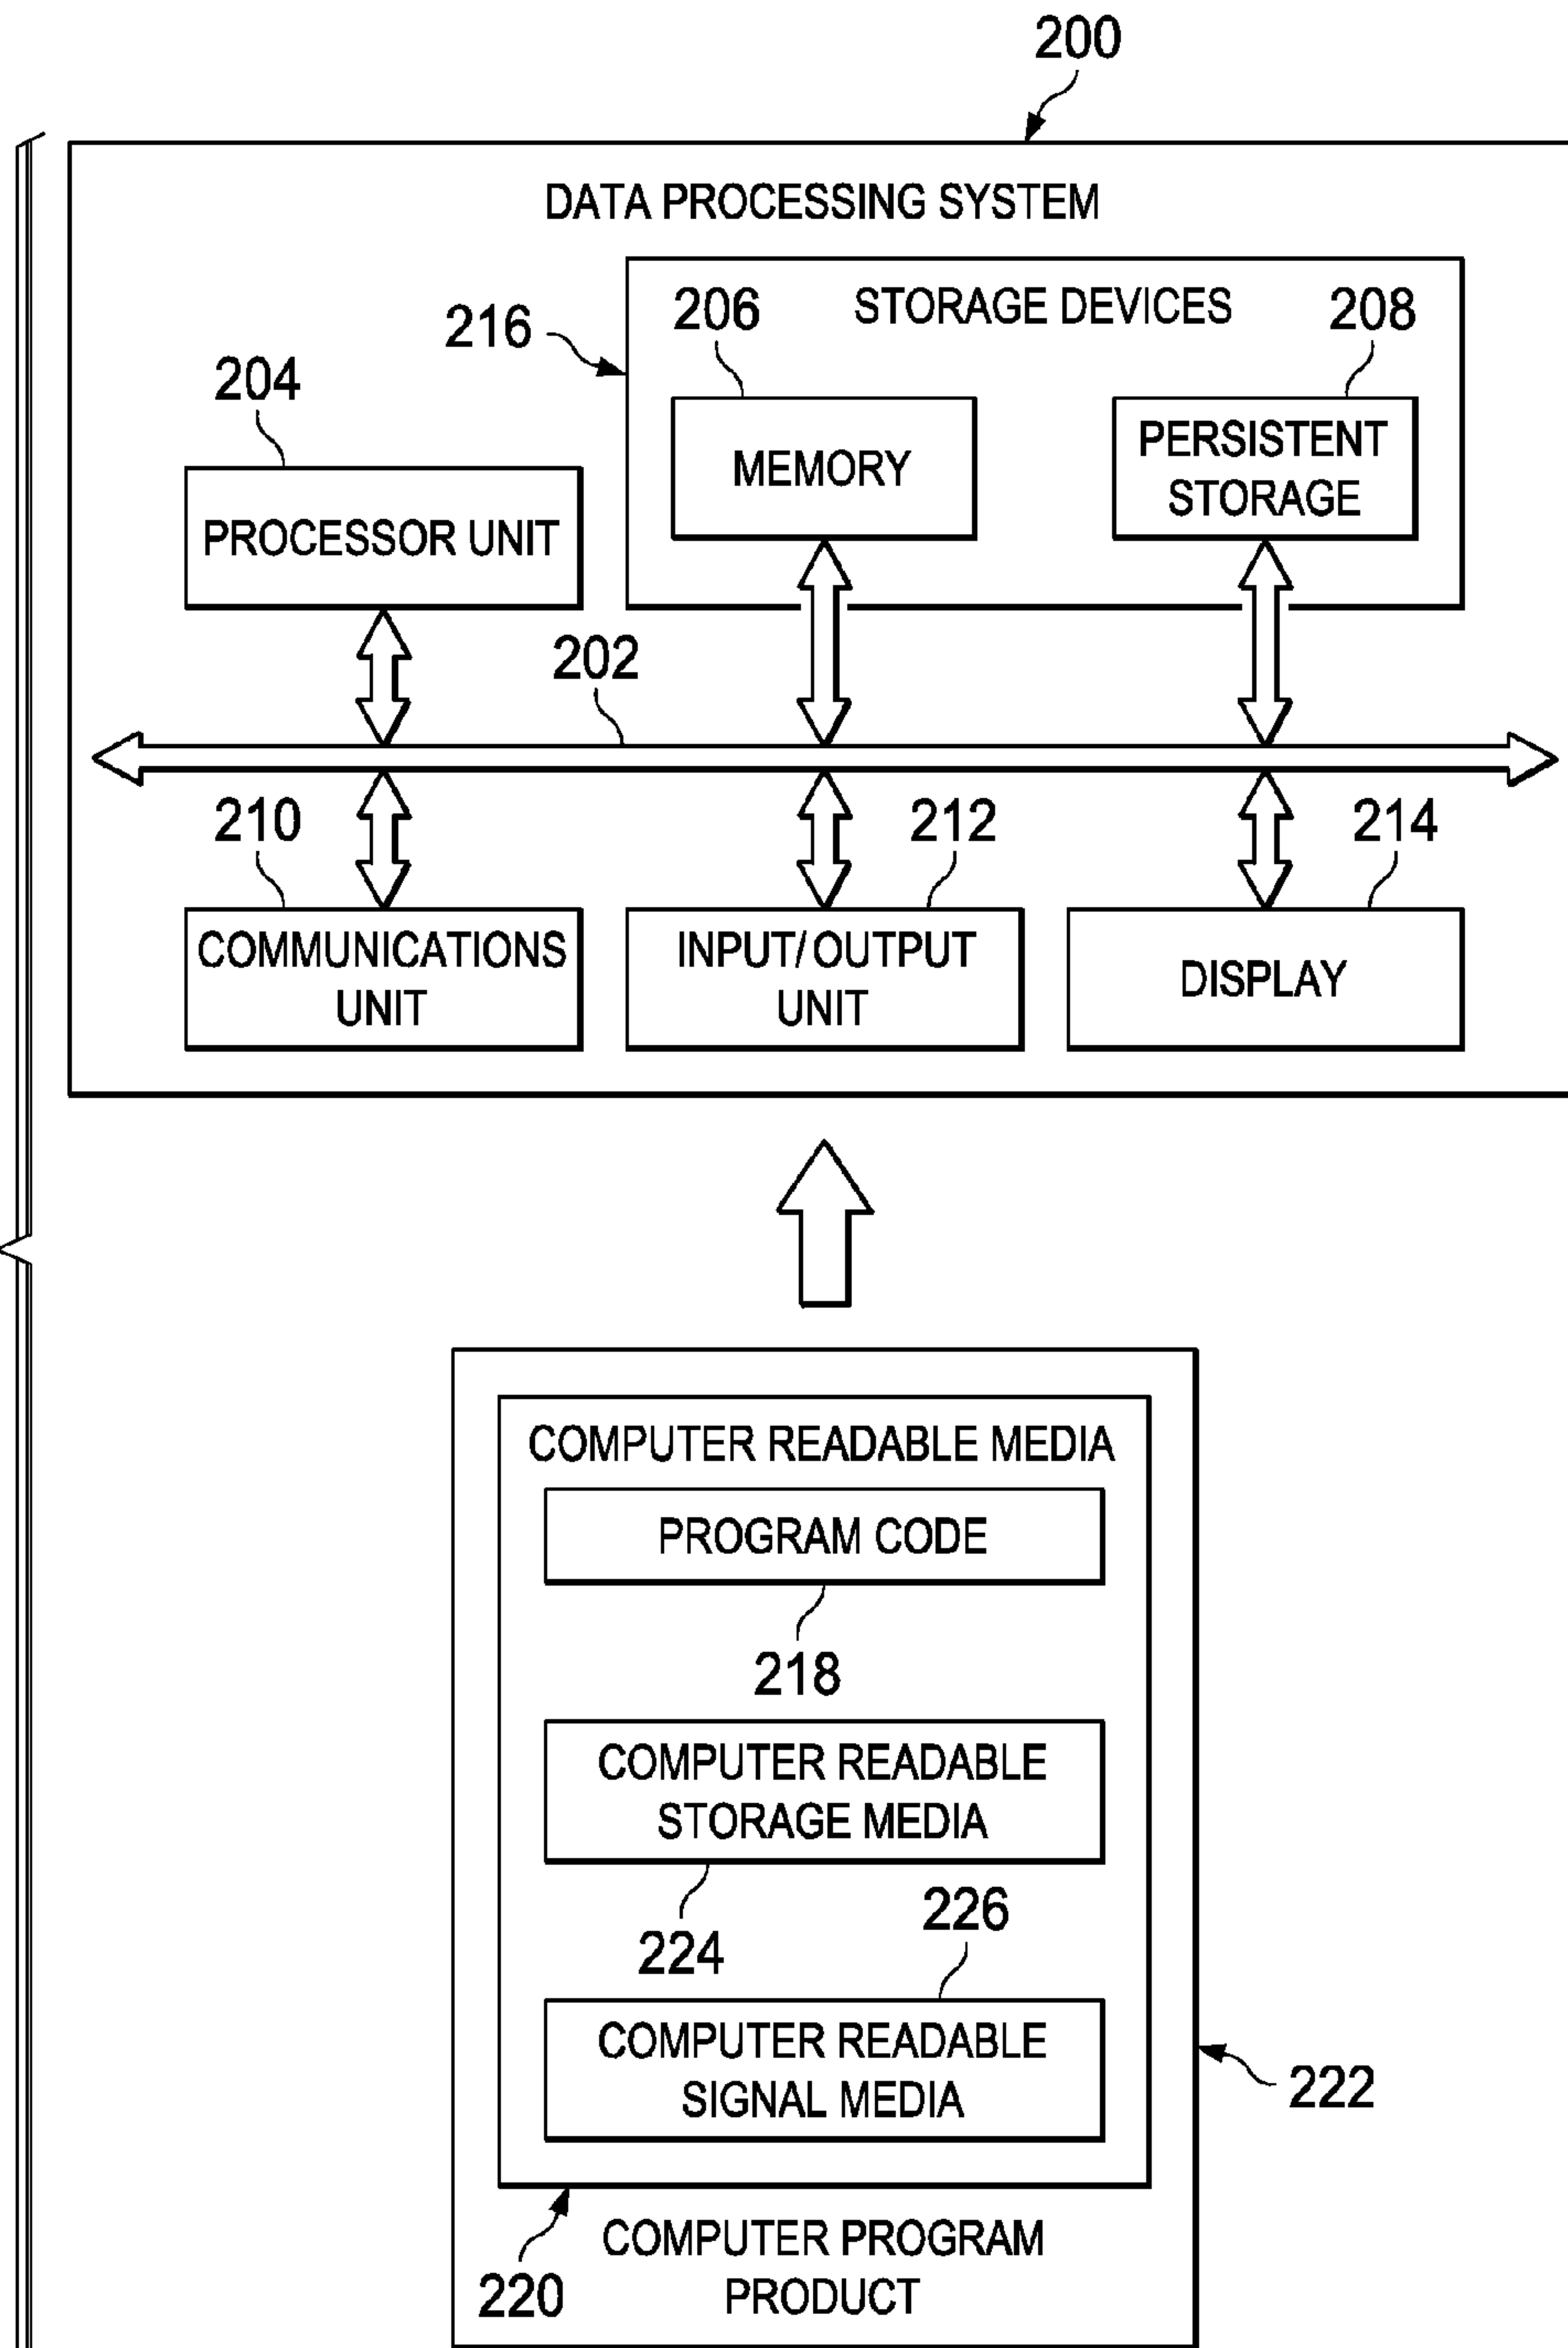 200
DATA PROCESSING SYSTEM
216
206
STORAGE DEVICES
208
204
MEMORY
PERSISTENT
STORAGE
PROCESSOR UNIT
202
210
212
214
COMMUNICATIONS
UNIT
INPUT/OUTPUT
UNIT
DISPLAY
COMPUTER READABLE MEDIA
PROGRAM CODE
218
COMPUTER READABLE
STORAGE MEDIA
224
226
COMPUTER READABLE
SIGNAL MEDIA
222
220
COMPUTER PROGRAM
PRODUCT